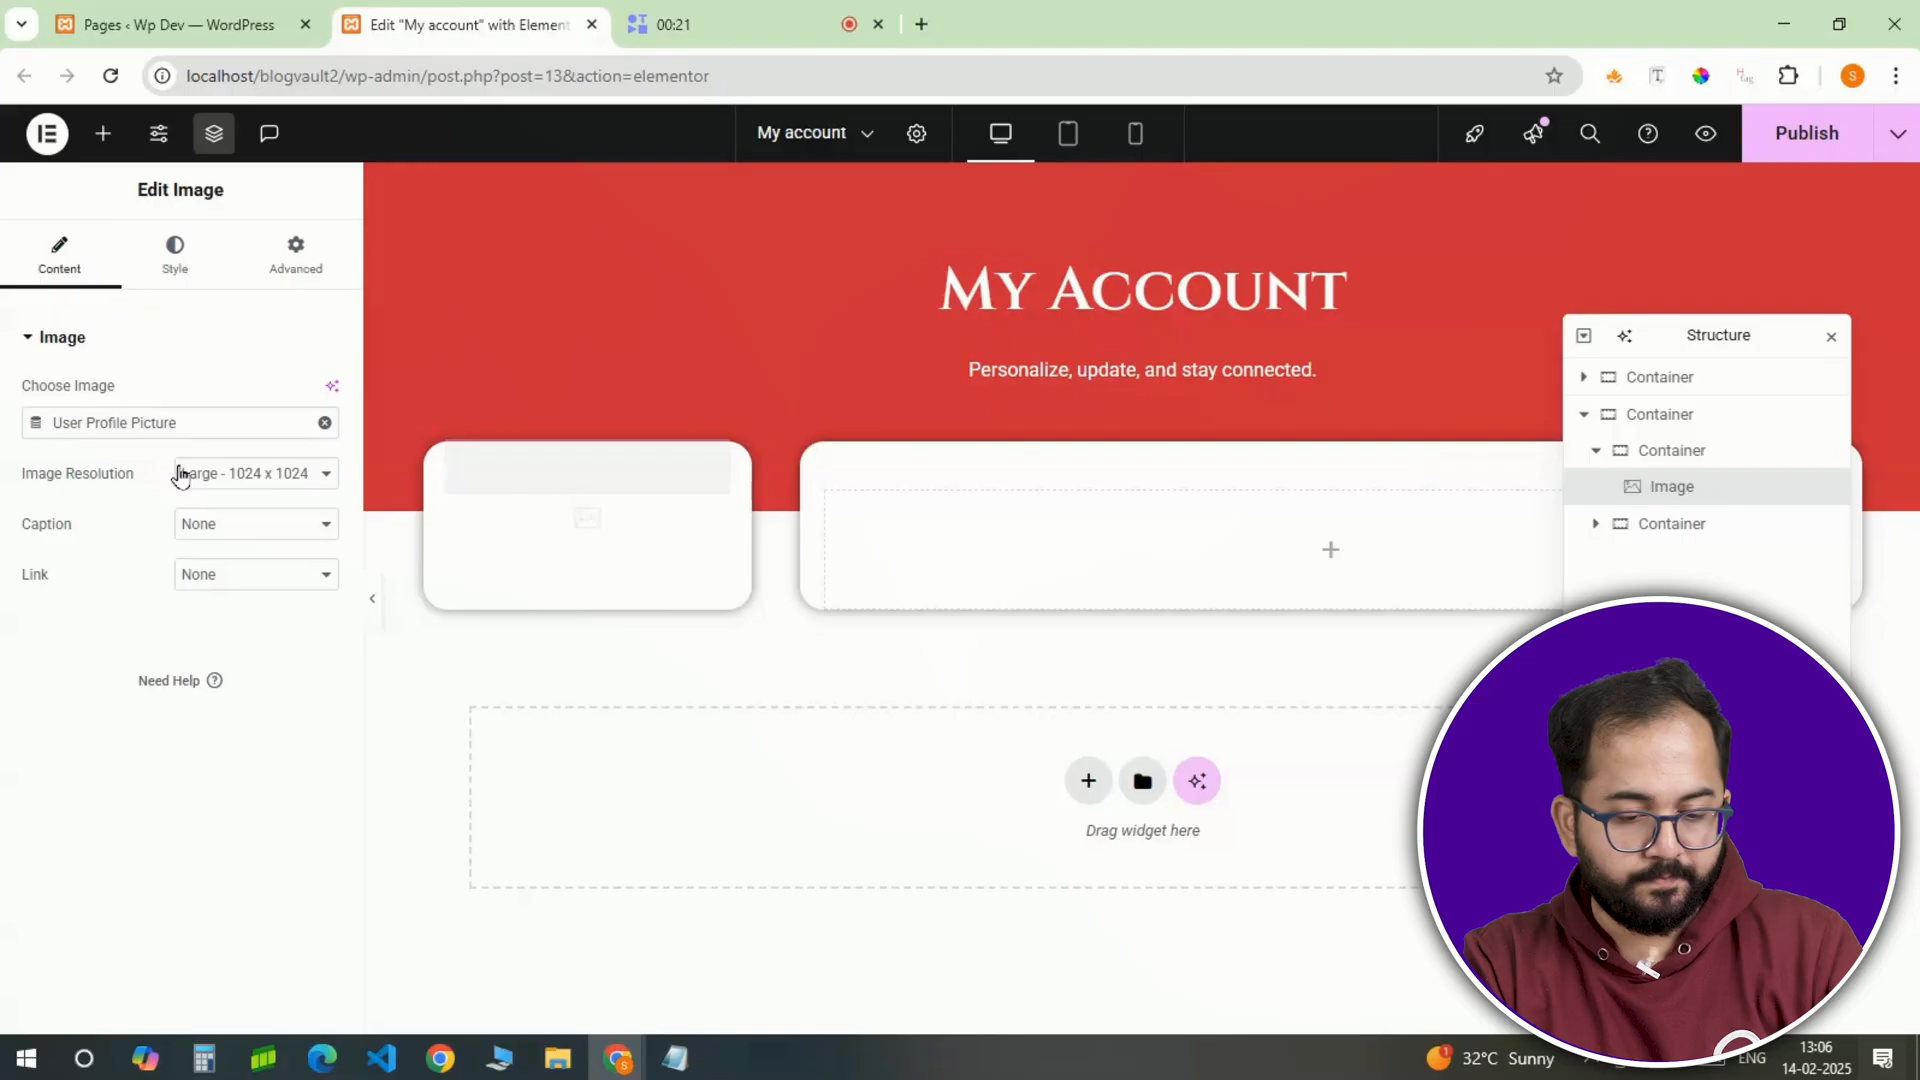 Pages ‹ Wp Dev — WordPress
Edit "My account" with Element
00:21
localhost/blogvault2/wp-admin/post.php?post=13&action=elementor
My account
Publish
Edit Image
Content
Style
Advanced
Image
Choose Image
User Profile Picture
Image Resolution
arge - 1024 x 1024
Caption
None
Link
None
Need Help
My Account
Personalize, update, and stay connected.
Structure
Container
Container
Container
Image
Container
Drag widget here
32°C Sunny
ENG
13:06
14-02-2025